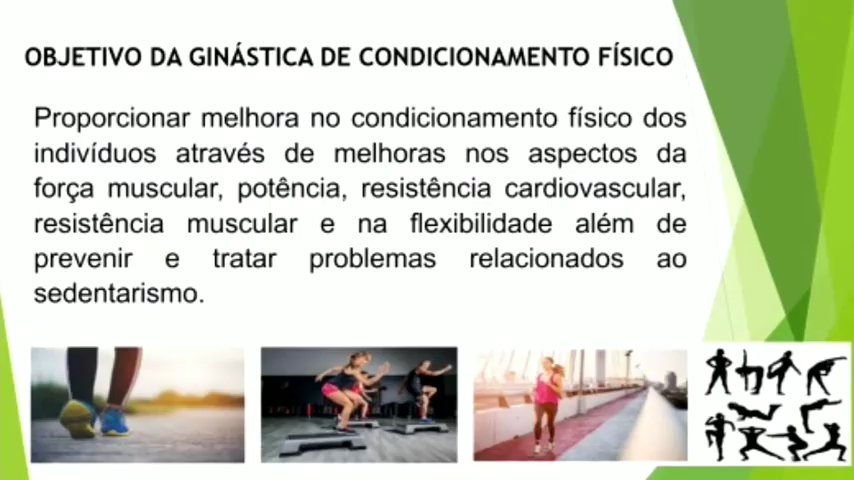 OBJETIVO DA GINÁSTICA DE CONDICIONAMENTO FÍSICO
Proporcionar melhora no condicionamento físico dos
indivíduos através de melhoras nos aspectos da
força muscular, potência, resistência cardiovascular,
resistência muscular e na flexibilidade além de
prevenir e tratar problemas relacionados ao
sedentarismo.